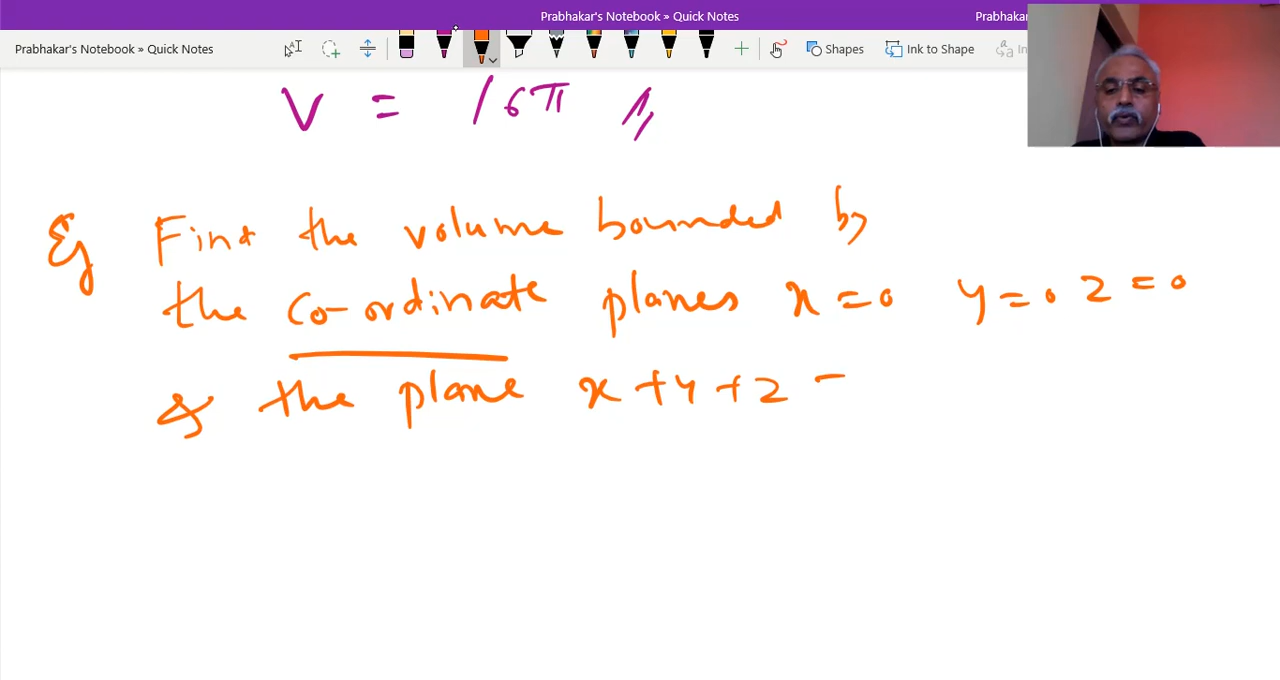 Prabhakar's Notebook » Quick Notes
Prabhakar's Notebook » Quick Notes
Shapes Ink to Shape
V = 16π
Eg Find the volume bounded by
the co-ordinate planes x=0 y=0 z=0
& the plane x+y+z -